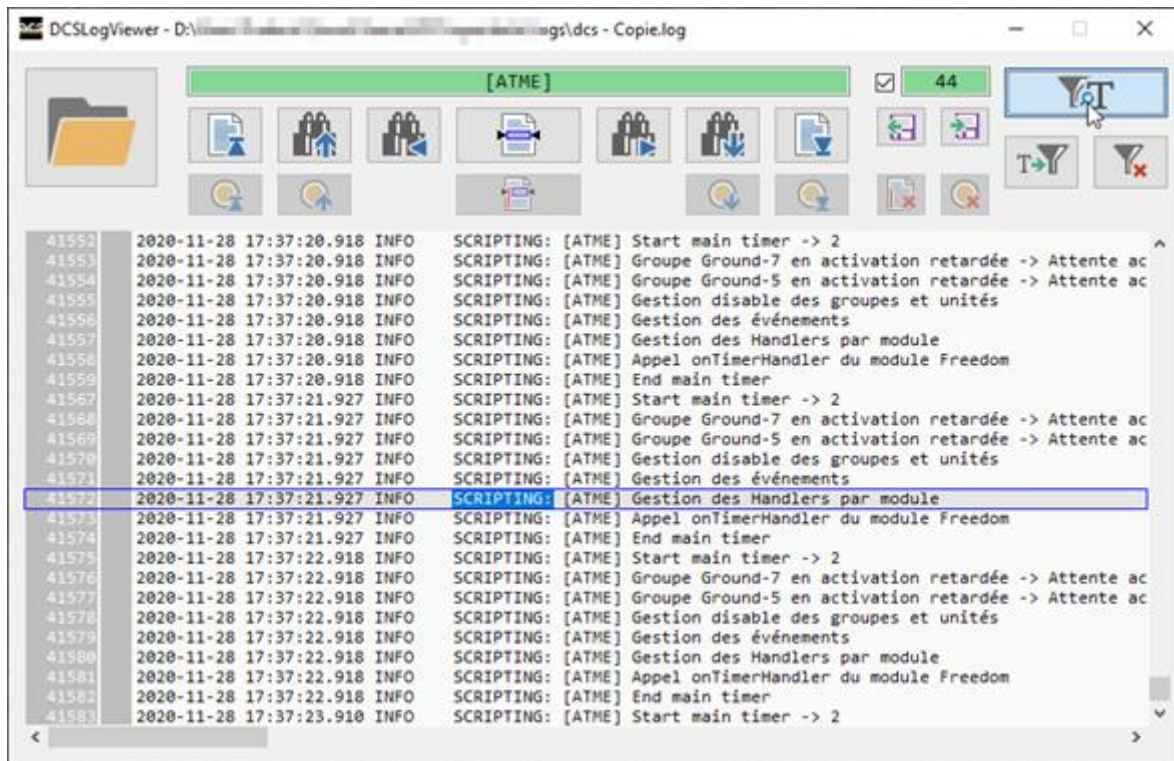 DCSLogViewer - D:\ gs\dcs - Copie.log
[ATME] 44
41552 2020-11-28 17:37:20.918 INFO SCRIPTING: [ATME] Start main timer -> 2
41553 2020-11-28 17:37:20.918 INFO SCRIPTING: [ATME] Groupe Ground-7 en activation retardée -> Attente ac
41554 2020-11-28 17:37:20.918 INFO SCRIPTING: [ATME] Groupe Ground-5 en activation retardée -> Attente ac
41555 2020-11-28 17:37:20.918 INFO SCRIPTING: [ATME] Gestion disable des groupes et unités
41556 2020-11-28 17:37:20.918 INFO SCRIPTING: [ATME] Gestion des événements
41557 2020-11-28 17:37:20.918 INFO SCRIPTING: [ATME] Gestion des Handlers par module
41558 2020-11-28 17:37:20.918 INFO SCRIPTING: [ATME] Appel onTimerHandler du module Freedom
41559 2020-11-28 17:37:20.918 INFO SCRIPTING: [ATME] End main timer
41567 2020-11-28 17:37:21.927 INFO SCRIPTING: [ATME] Start main timer -> 2
41568 2020-11-28 17:37:21.927 INFO SCRIPTING: [ATME] Groupe Ground-7 en activation retardée -> Attente ac
41569 2020-11-28 17:37:21.927 INFO SCRIPTING: [ATME] Groupe Ground-5 en activation retardée -> Attente ac
41570 2020-11-28 17:37:21.927 INFO SCRIPTING: [ATME] Gestion disable des groupes et unités
41571 2020-11-28 17:37:21.927 INFO SCRIPTING: [ATME] Gestion des événements
41572 2020-11-28 17:37:21.927 INFO SCRIPTING: [ATME] Gestion des Handlers par module
41573 2020-11-28 17:37:21.927 INFO SCRIPTING: [ATME] Appel onTimerHandler du module Freedom
41574 2020-11-28 17:37:21.927 INFO SCRIPTING: [ATME] End main timer
41575 2020-11-28 17:37:22.918 INFO SCRIPTING: [ATME] Start main timer -> 2
41576 2020-11-28 17:37:22.918 INFO SCRIPTING: [ATME] Groupe Ground-7 en activation retardée -> Attente ac
41577 2020-11-28 17:37:22.918 INFO SCRIPTING: [ATME] Groupe Ground-5 en activation retardée -> Attente ac
41578 2020-11-28 17:37:22.918 INFO SCRIPTING: [ATME] Gestion disable des groupes et unités
41579 2020-11-28 17:37:22.918 INFO SCRIPTING: [ATME] Gestion des événements
41580 2020-11-28 17:37:22.918 INFO SCRIPTING: [ATME] Gestion des Handlers par module
41581 2020-11-28 17:37:22.918 INFO SCRIPTING: [ATME] Appel onTimerHandler du module Freedom
41582 2020-11-28 17:37:22.918 INFO SCRIPTING: [ATME] End main timer
41583 2020-11-28 17:37:23.910 INFO SCRIPTING: [ATME] Start main timer -> 2